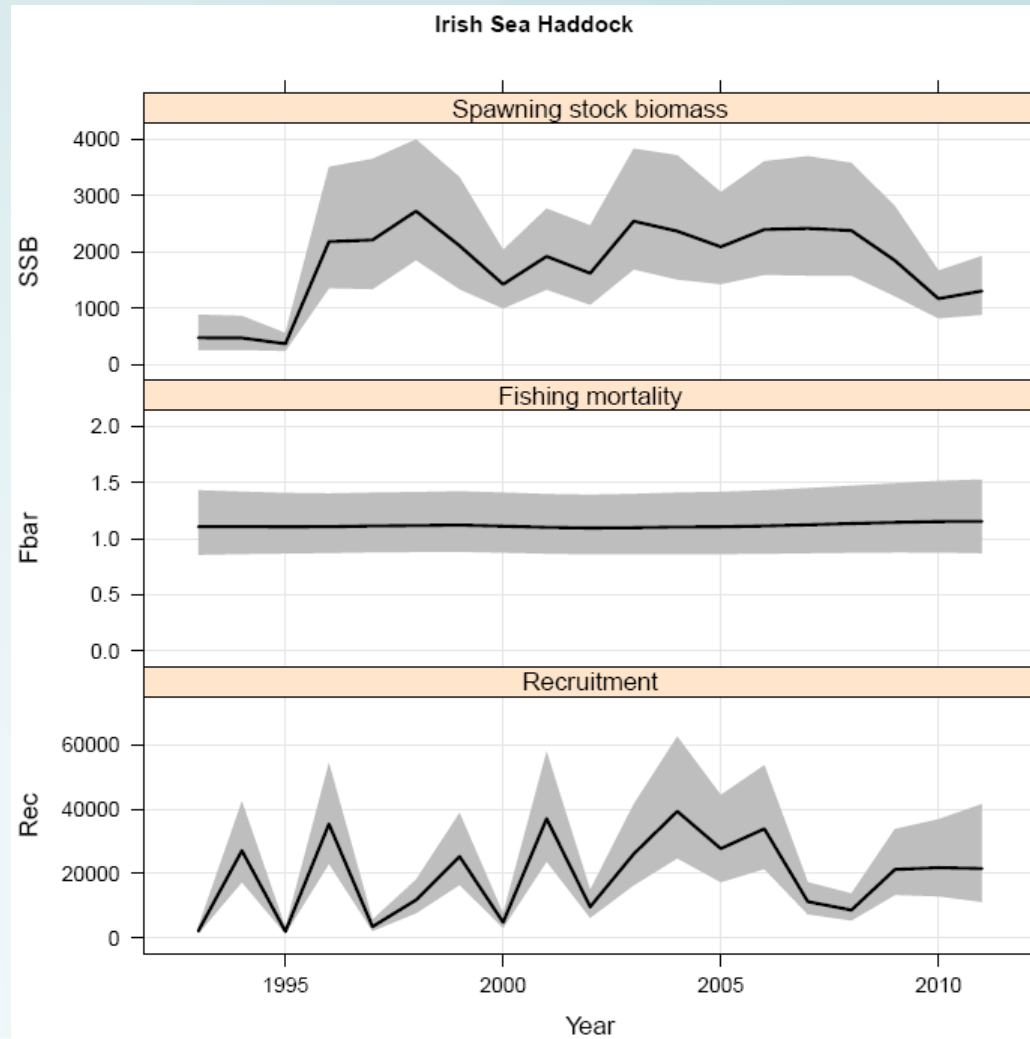 Irish Sea Haddock
Spawning stock biomass
4000
3000
2000
1000
0
SSB
Fishing mortality
2.0
1.5
1.0
0.5
0.0
Fbar
Recruitment
60000
40000
20000
0
Rec
1995 2000 2005 2010
Year